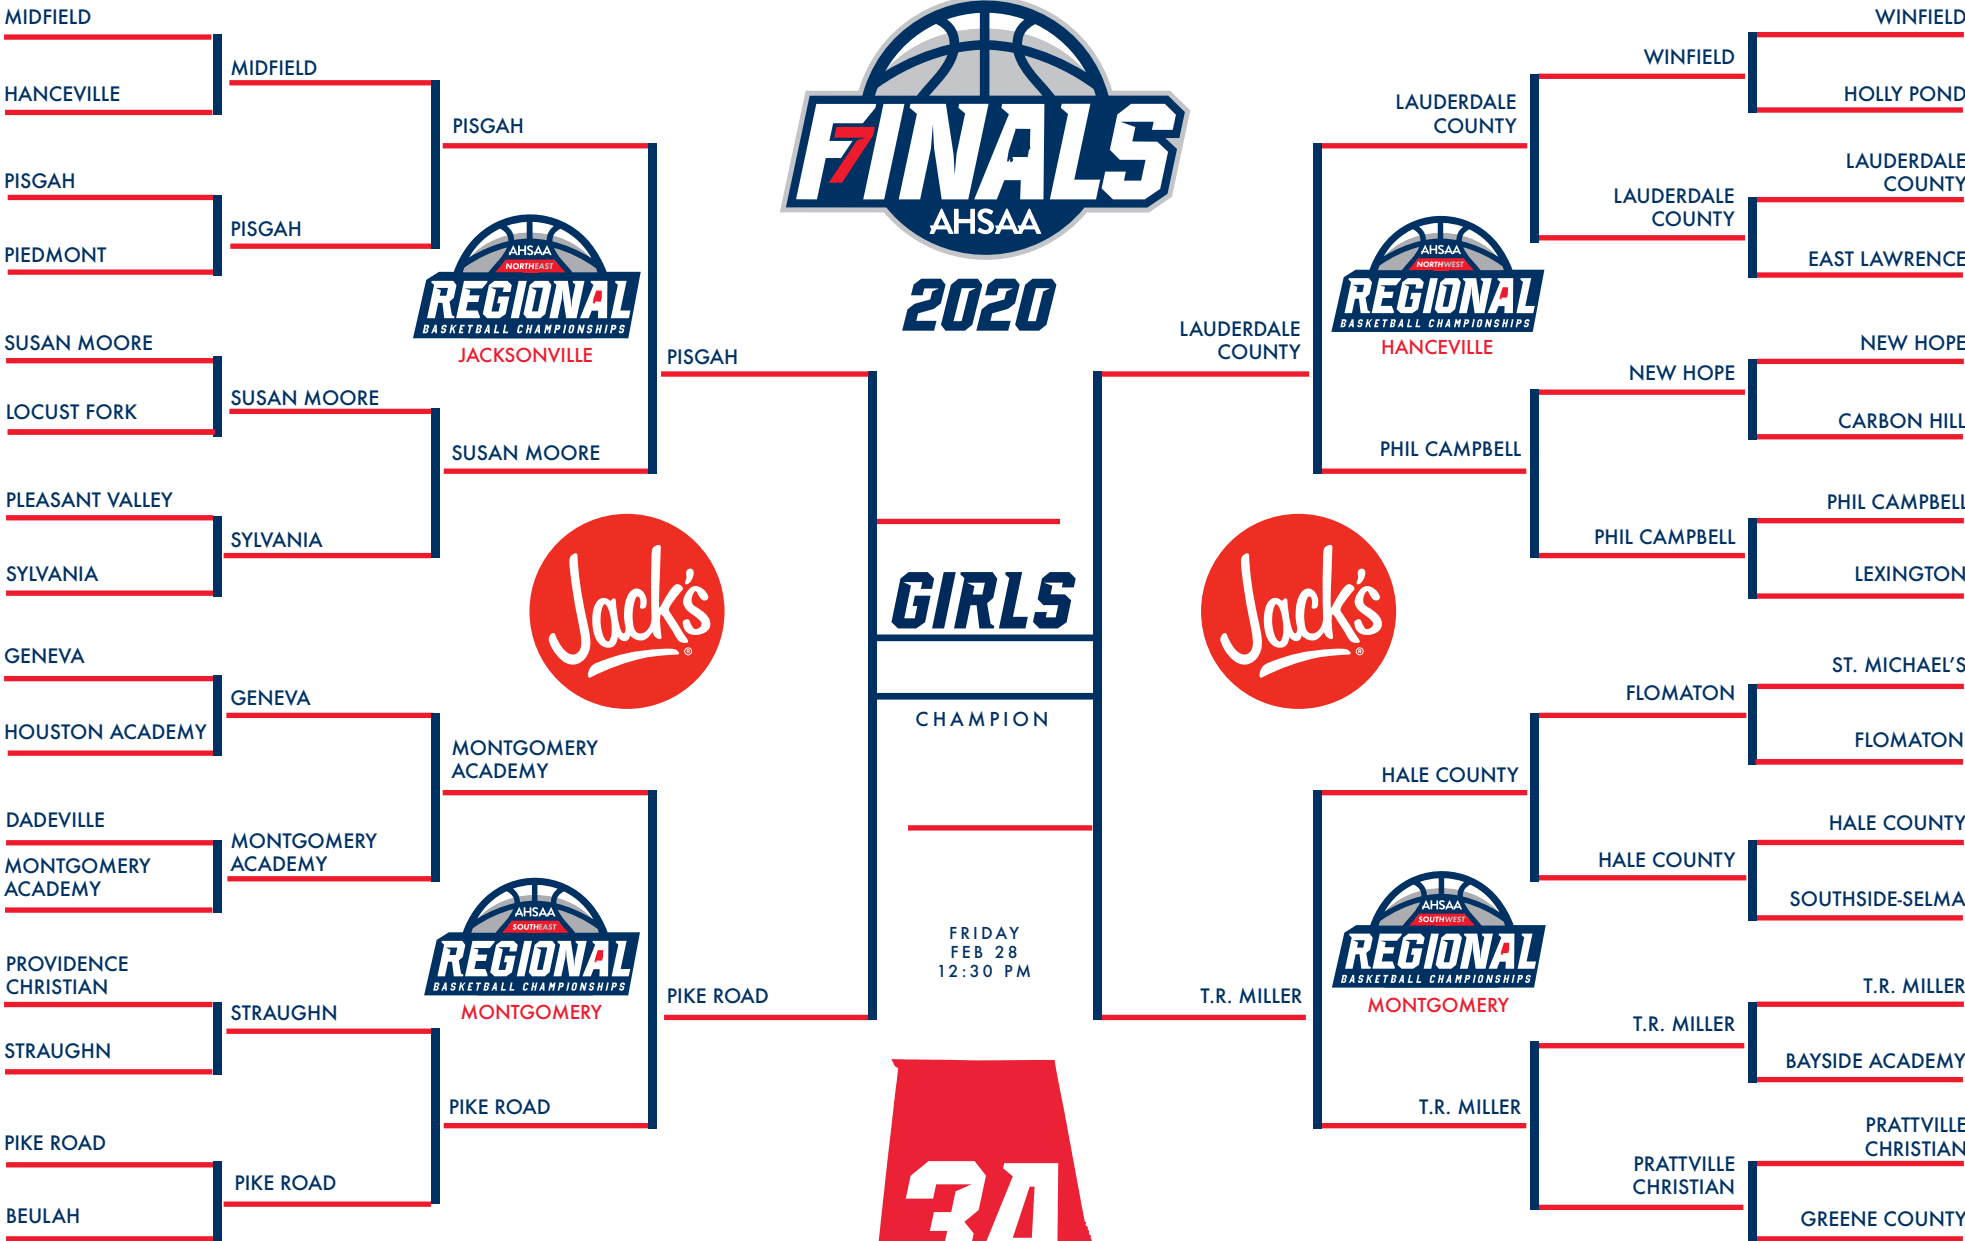 MIDFIELD
HANCEVILLE
PISGAH
PIEDMONT
SUSAN MOORE
LOCUST FORK
PLEASANT VALLEY
SYLVANIA
GENEVA
HOUSTON ACADEMY
DADEVILLE
MONTGOMERY
ACADEMY
PROVIDENCE
CHRISTIAN
STRAUGHN
PIKE ROAD
BEULAH
MIDFIELD
PISGAH
SUSAN MOORE
SYLVANIA
GENEVA
MONTGOMERY
ACADEMY
STRAUGHN
PIKE ROAD
PISGAH
AHSAA
NORTHEAST
REGIONAL
BASKETBALL CHAMPIONSHIPS
JACKSONVILLE
SUSAN MOORE
Jack's
®
MONTGOMERY
ACADEMY
AHSAA
SOUTHEAST
REGIONAL
BASKETBALL CHAMPIONSHIPS
MONTGOMERY
PIKE ROAD
PISGAH
PIKE ROAD
F7INALS
AHSAA
2020
GIRLS
CHAMPION
FRIDAY
FEB 28
12:30 PM
3A
LAUDERDALE
COUNTY
T.R. MILLER
LAUDERDALE
COUNTY
AHSAA
NORTHWEST
REGIONAL
BASKETBALL CHAMPIONSHIPS
HANCEVILLE
PHIL CAMPBELL
Jack's
®
HALE COUNTY
AHSAA
SOUTHWEST
REGIONAL
BASKETBALL CHAMPIONSHIPS
MONTGOMERY
T.R. MILLER
WINFIELD
LAUDERDALE
COUNTY
NEW HOPE
PHIL CAMPBELL
FLOMATON
HALE COUNTY
T.R. MILLER
PRATTVILLE
CHRISTIAN
WINFIELD
HOLLY POND
LAUDERDALE
COUNTY
EAST LAWRENCE
NEW HOPE
CARBON HILL
PHIL CAMPBELL
LEXINGTON
ST. MICHAEL'S
FLOMATON
HALE COUNTY
SOUTHSIDE-SELMA
T.R. MILLER
BAYSIDE ACADEMY
PRATTVILLE
CHRISTIAN
GREENE COUNTY